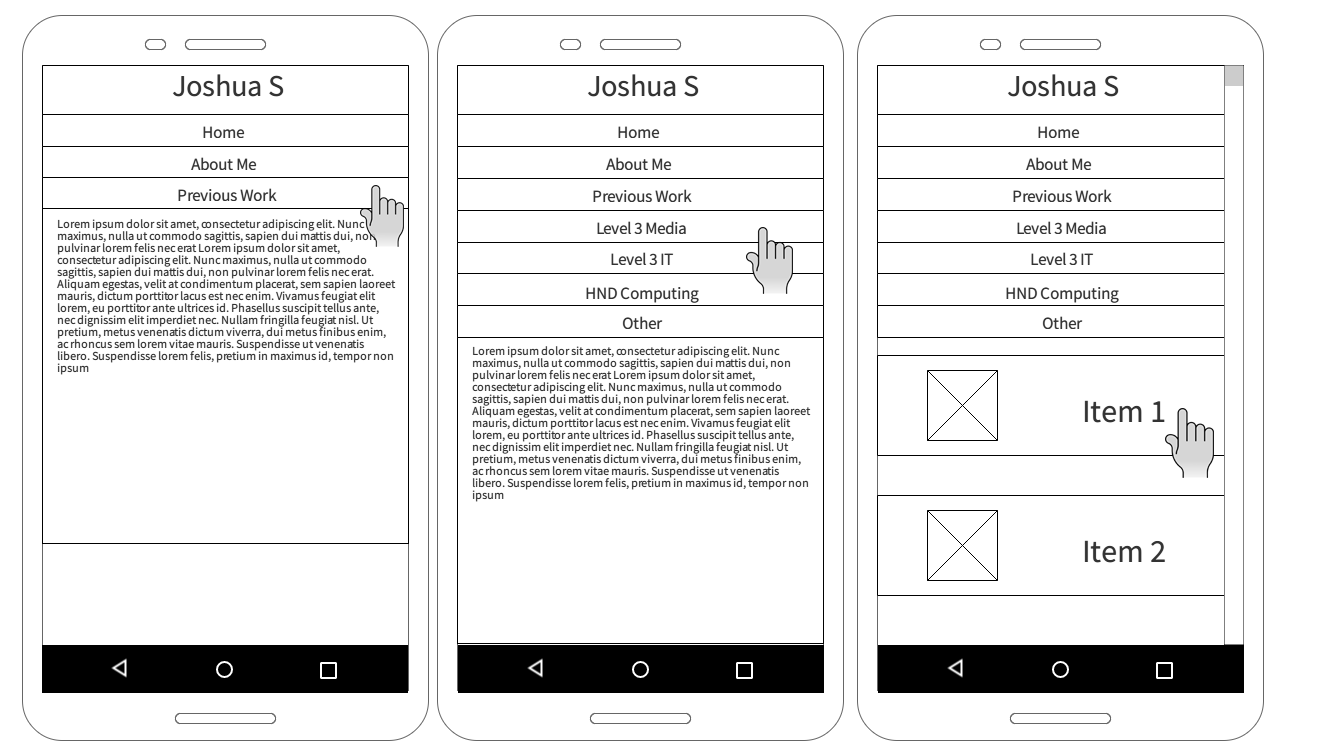 Joshua S
Home
About Me
Previous Work
Lorem ipsum dolor sit amet, consectetur adipiscing elit. Nunc
maximus, nulla ut commodo sagittis, sapien dui mattis dui, non
pulvinar lorem felis nec erat Lorem ipsum dolor sit amet,
consectetur adipiscing elit. Nunc maximus, nulla ut commodo
sagittis, sapien dui mattis dui, non pulvinar lorem felis nec erat.
Aliquam egestas, velit at condimentum placerat, sem sapien laoreet
mauris, dictum porttitor lacus est nec enim. Vivamus feugiat elit
lorem, eu porttitor ante ultrices id. Phasellus suscipit tellus ante,
nec dignissim elit imperdiet nec. Nullam fringilla feugiat nisl. Ut
pretium, metus venenatis dictum viverra, dui metus finibus enim,
ac rhoncus sem lorem vitae mauris. Suspendisse ut venenatis
libero. Suspendisse lorem felis, pretium in maximus id, tempor non
ipsum
Joshua S
Home
About Me
Previous Work
Level 3 Media
Level 3 IT
HND Computing
Other
Lorem ipsum dolor sit amet, consectetur adipiscing elit. Nunc
maximus, nulla ut commodo sagittis, sapien dui mattis dui, non
pulvinar lorem felis nec erat Lorem ipsum dolor sit amet,
consectetur adipiscing elit. Nunc maximus, nulla ut commodo
sagittis, sapien dui mattis dui, non pulvinar lorem felis nec erat.
Aliquam egestas, velit at condimentum placerat, sem sapien laoreet
mauris, dictum porttitor lacus est nec enim. Vivamus feugiat elit
lorem, eu porttitor ante ultrices id. Phasellus suscipit tellus ante,
nec dignissim elit imperdiet nec. Nullam fringilla feugiat nisl. Ut
pretium, metus venenatis dictum viverra, dui metus finibus enim,
ac rhoncus sem lorem vitae mauris. Suspendisse ut venenatis
libero. Suspendisse lorem felis, pretium in maximus id, tempor non
ipsum
Joshua S
Home
About Me
Previous Work
Level 3 Media
Level 3 IT
HND Computing
Other
Item 1
Item 2